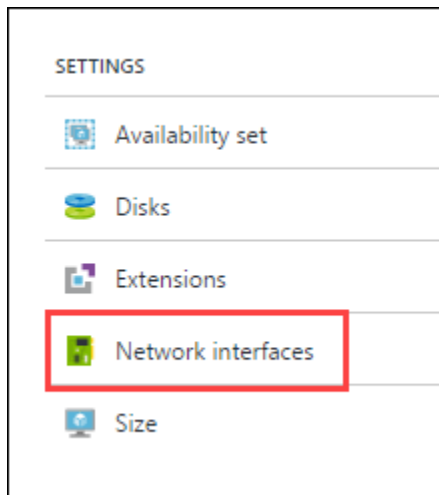 SETTINGS
Availability set
Disks
Extensions
Network interfaces
Size